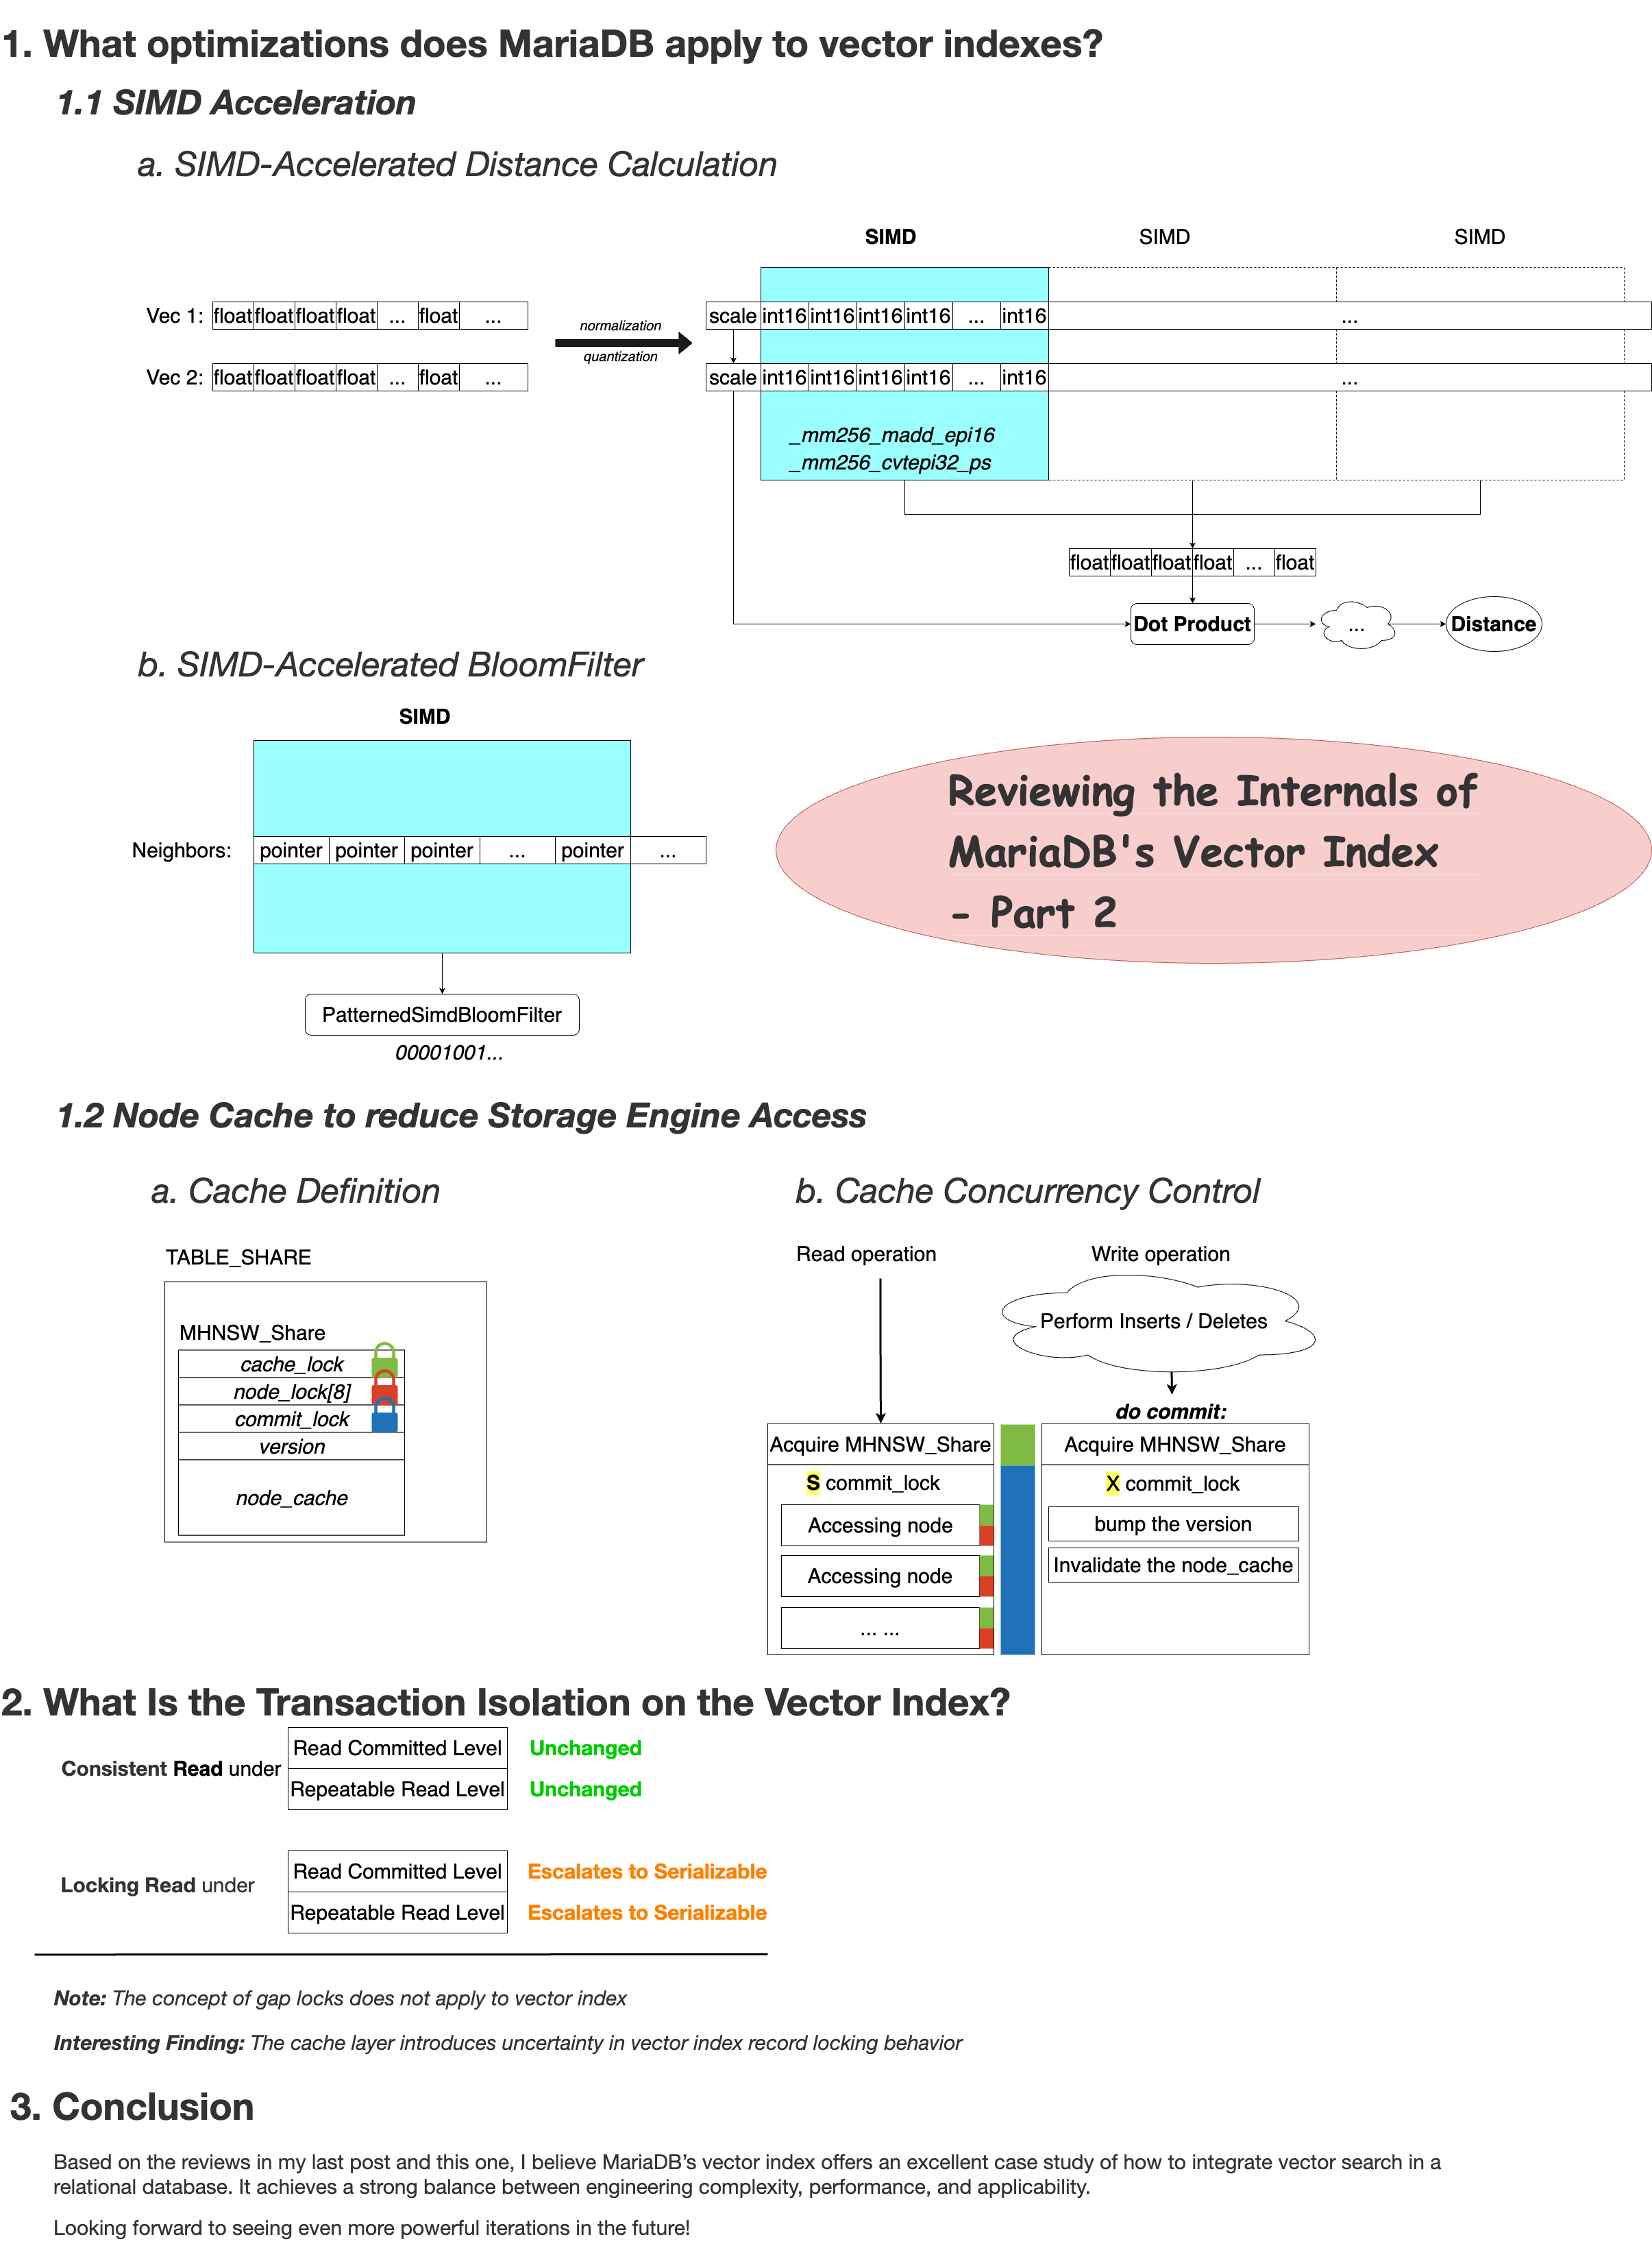 1. What optimizations does MariaDB apply to vector indexes?
1.1 SIMD Acceleration
a. SIMD-Accelerated Distance Calculation
SIMD SIMD SIMD
Vec 1: float float float float ... float ...
normalization
quantization
scale int16 int16 int16 int16 ... int16 ...
Vec 2: float float float float ... float ...
scale int16 int16 int16 int16 ... int16 ...
_mm256_madd_epi16
_mm256_cvtepi32_ps
float float float float ... float
Dot Product ... Distance
b. SIMD-Accelerated BloomFilter
SIMD
Neighbors: pointer pointer pointer ... pointer ...
PatternedSimdBloomFilter
00001001...
Reviewing the Internals of
MariaDB's Vector Index
- Part 2
1.2 Node Cache to reduce Storage Engine Access
a. Cache Definition
TABLE_SHARE
MHNSW_Share
cache_lock
node_lock[8]
commit_lock
version
node_cache
b. Cache Concurrency Control
Read operation
Acquire MHNSW_Share
S commit_lock
Accessing node
Accessing node
... ...
Write operation
Perform Inserts / Deletes
do commit:
Acquire MHNSW_Share
X commit_lock
bump the version
Invalidate the node_cache
2. What Is the Transaction Isolation on the Vector Index?
Consistent Read under
Read Committed Level Unchanged
Repeatable Read Level Unchanged
Locking Read under
Read Committed Level Escalates to Serializable
Repeatable Read Level Escalates to Serializable
Note: The concept of gap locks does not apply to vector index
Interesting Finding: The cache layer introduces uncertainty in vector index record locking behavior
3. Conclusion
Based on the reviews in my last post and this one, I believe MariaDB’s vector index offers an excellent case study of how to integrate vector search in a
relational database. It achieves a strong balance between engineering complexity, performance, and applicability.
Looking forward to seeing even more powerful iterations in the future!